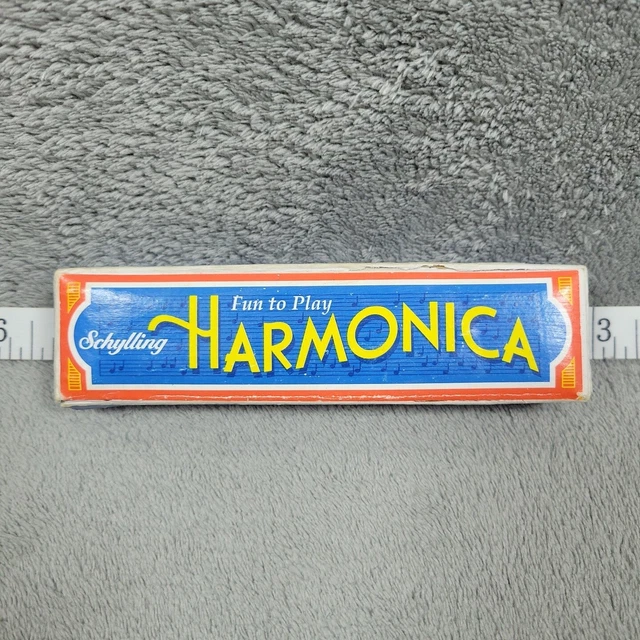 Fun to Play
Schylling HARMONICA
6
3